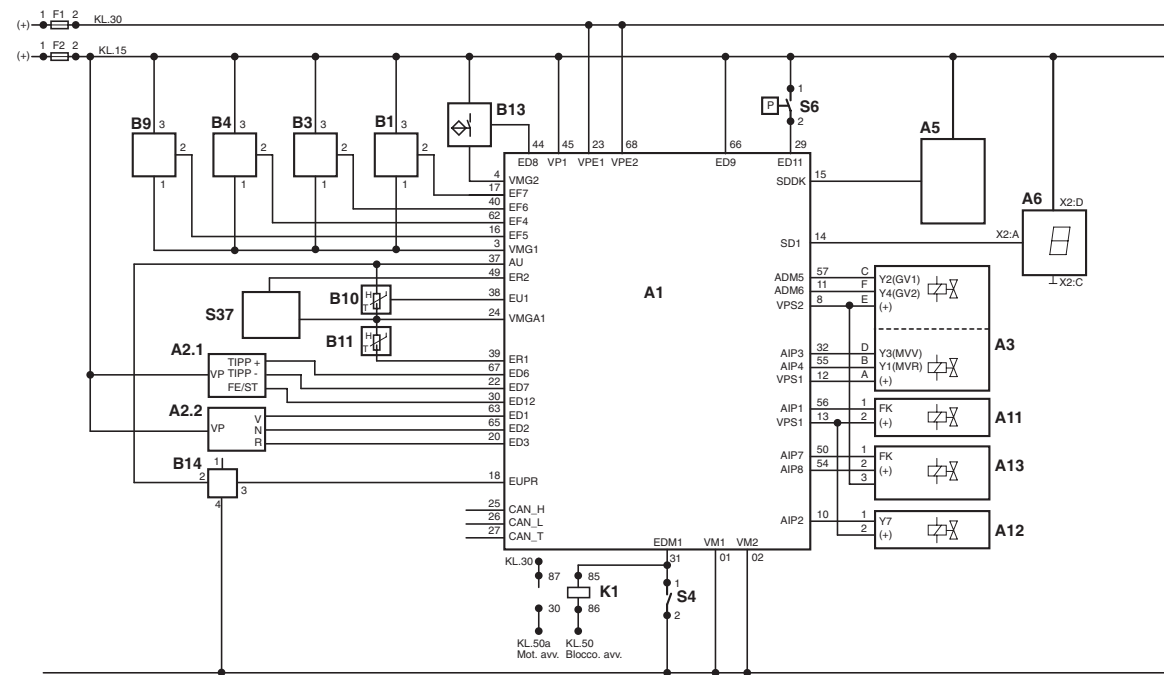 (+) 1 F1 2 KL.30
(+) 1 F2 2 KL.15
B9 3 2 1
B4 3 2 1
B3 3 2 1
B1 3 2 1
B13
P S6 1 2
A5
A6 X2:D
X2:A
X2:C
44 45 23 68 66 29
ED8 VP1 VPE1 VPE2 ED9 ED11
4 VMG2
17 EF7
40 EF6
62 EF4
16 EF5
3 VMG1
37 AU
49 ER2
38 EU1
24 VMGA1
39 ER1
67 ED6
22 ED7
30 ED12
63 ED1
65 ED2
20 ED3
18 EUPR
25 CAN_H
26 CAN_L
27 CAN_T
A1
S37
B10 H I T
B11 H I T
A2.1
TIPP +
VP TIPP -
FE/ST
A2.2
VP V
N
R
B14 1 2 3 4
SDDK 15
SD1 14
ADM5 57 C Y2(GV1)
ADM6 11 F Y4(GV2)
VPS2 8 E (+)
A3
AIP3 32 D Y3(MVV)
AIP4 55 B Y1(MVR)
VPS1 12 A (+)
AIP1 56 1 FK
VPS1 13 2 (+)
A11
AIP7 50 1 FK
AIP8 54 2 (+)
3
A13
AIP2 10 1 Y7
2 (+)
A12
EDM1 VM1 VM2
31 01 02
KL.30
87 85
K1
30 86
1 S4 2
KL.50a KL.50
Mot. avv. Blocco. avv.